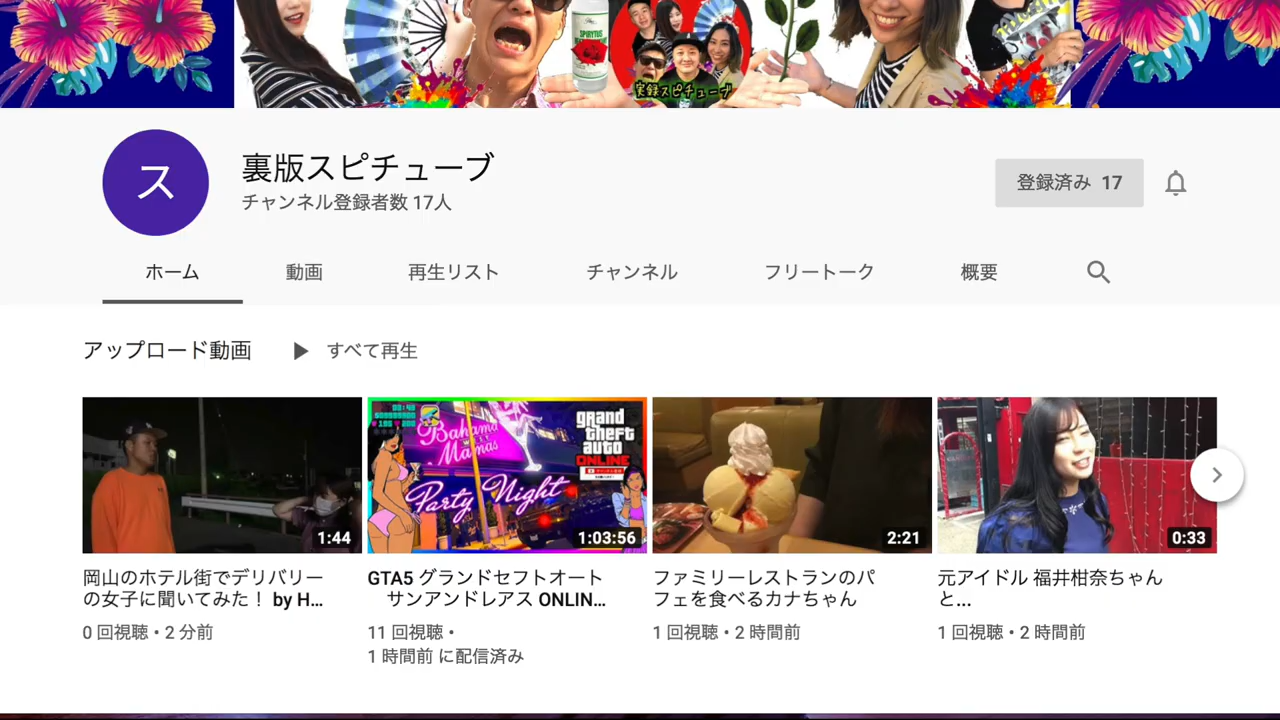 SPIRYTUS
実録スピチューブ
ス
裏版スピチューブ
チャンネル登録者数 17人
登録済み 17
ホーム
動画
再生リスト
チャンネル
フリートーク
概要
アップロード動画
すべて再生
Bahama
Mamas
Party Night
grand
theft
auto
ONLINE
1:44
1:03:56
2:21
0:33
岡山のホテル街でデリバリー
の女子に聞いてみた！ by H...
0 回視聴・2 分前
GTA5 グランドセフトオート
サンアンドレアス ONLIN...
11 回視聴・
1 時間前 に配信済み
ファミリーレストランのパ
フェを食べるカナちゃん
1 回視聴・2 時間前
元アイドル 福井柑奈ちゃん
と...
1 回視聴・2 時間前